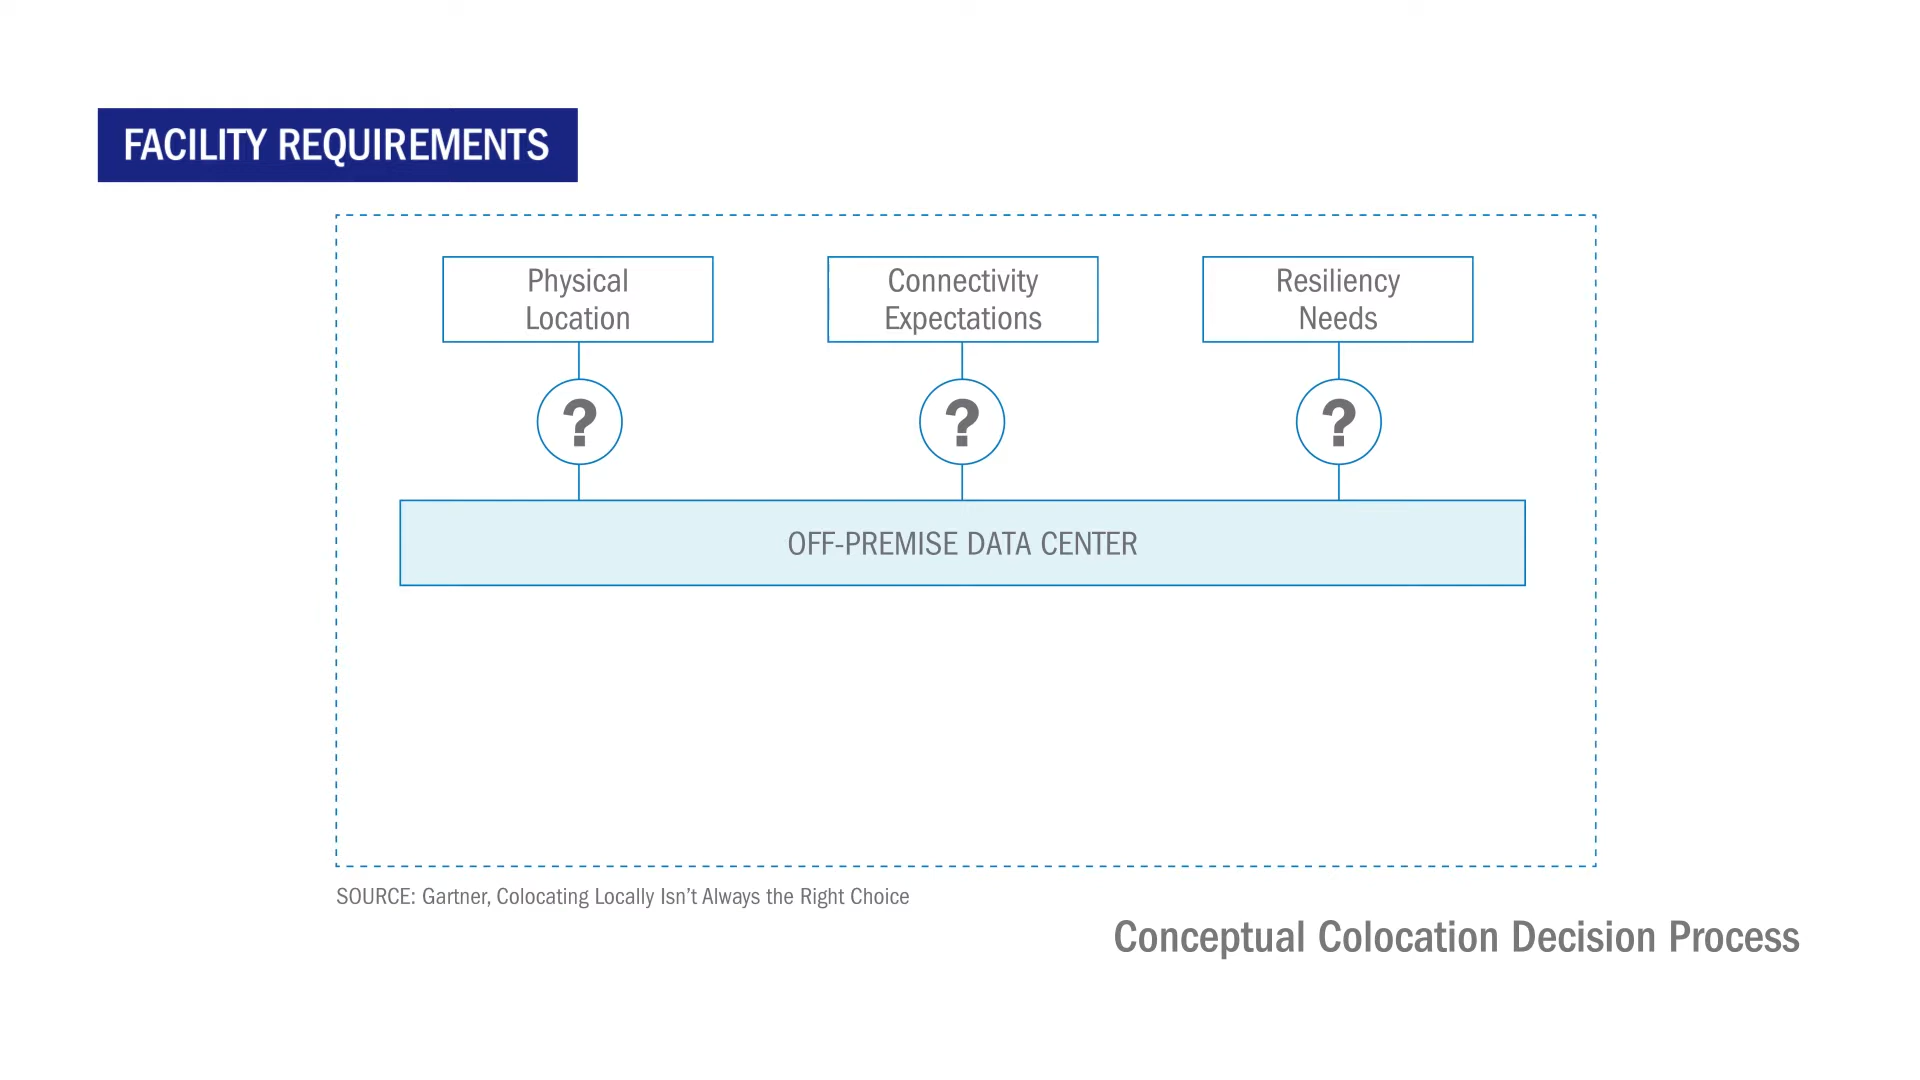 FACILITY REQUIREMENTS
Physical
Location
Connectivity
Expectations
Resiliency
Needs
?
?
?
OFF-PREMISE DATA CENTER
SOURCE: Gartner, Colocating Locally Isn’t Always the Right Choice
Conceptual Colocation Decision Process